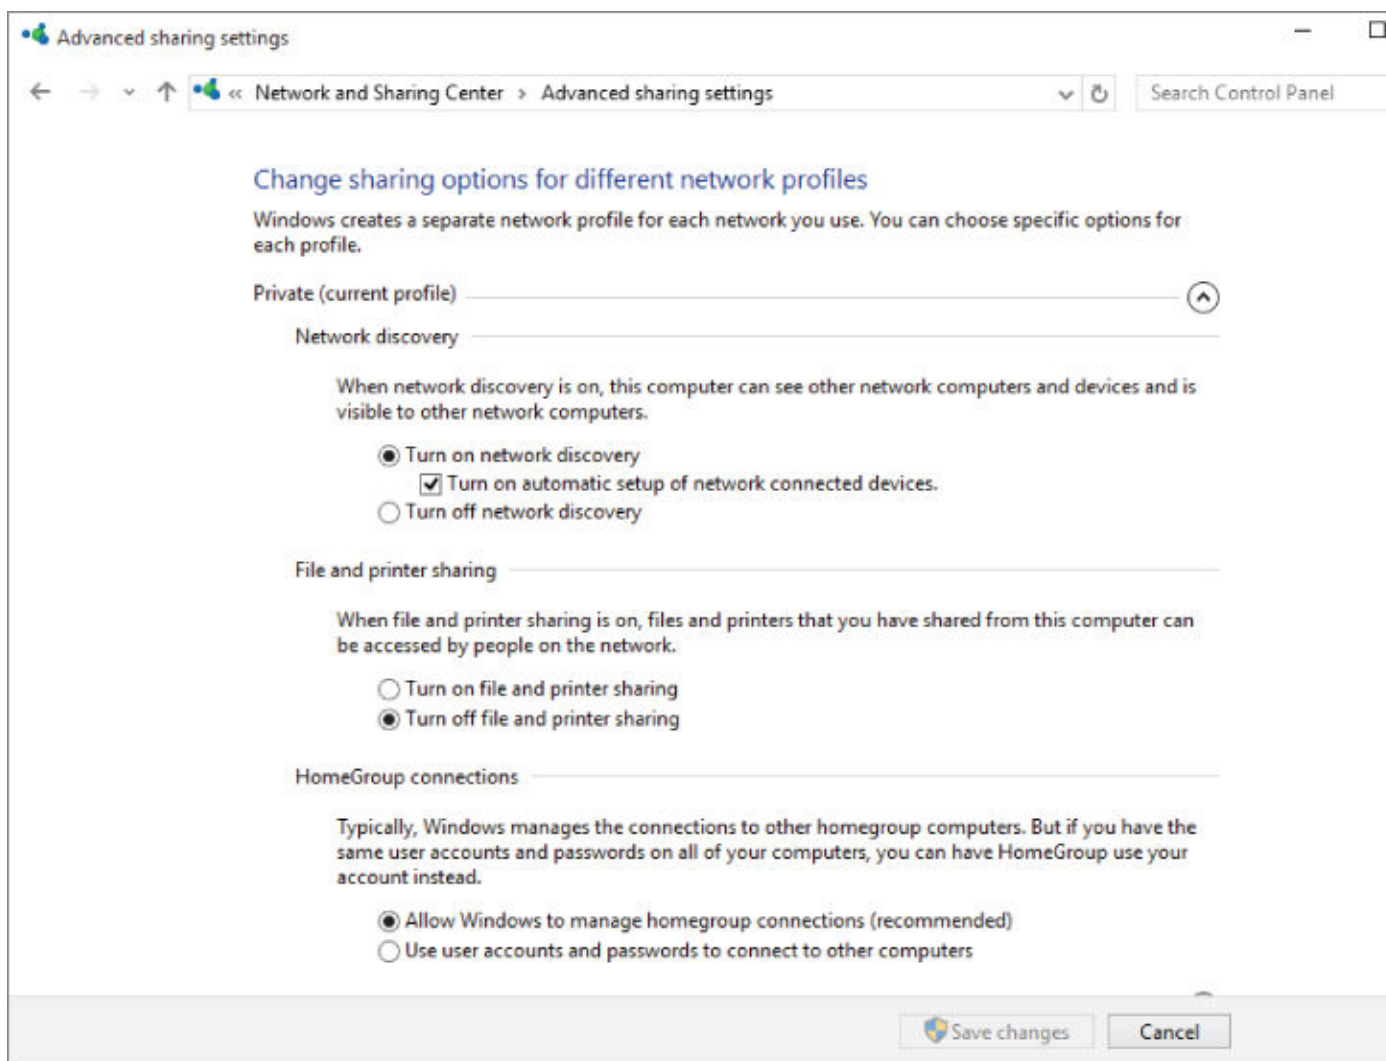 Advanced sharing settings
« Network and Sharing Center > Advanced sharing settings
Search Control Panel
Change sharing options for different network profiles
Windows creates a separate network profile for each network you use. You can choose specific options for
each profile.
Private (current profile)
Network discovery
When network discovery is on, this computer can see other network computers and devices and is
visible to other network computers.
Turn on network discovery
Turn on automatic setup of network connected devices.
Turn off network discovery
File and printer sharing
When file and printer sharing is on, files and printers that you have shared from this computer can
be accessed by people on the network.
Turn on file and printer sharing
Turn off file and printer sharing
HomeGroup connections
Typically, Windows manages the connections to other homegroup computers. But if you have the
same user accounts and passwords on all of your computers, you can have HomeGroup use your
account instead.
Allow Windows to manage homegroup connections (recommended)
Use user accounts and passwords to connect to other computers
Save changes
Cancel